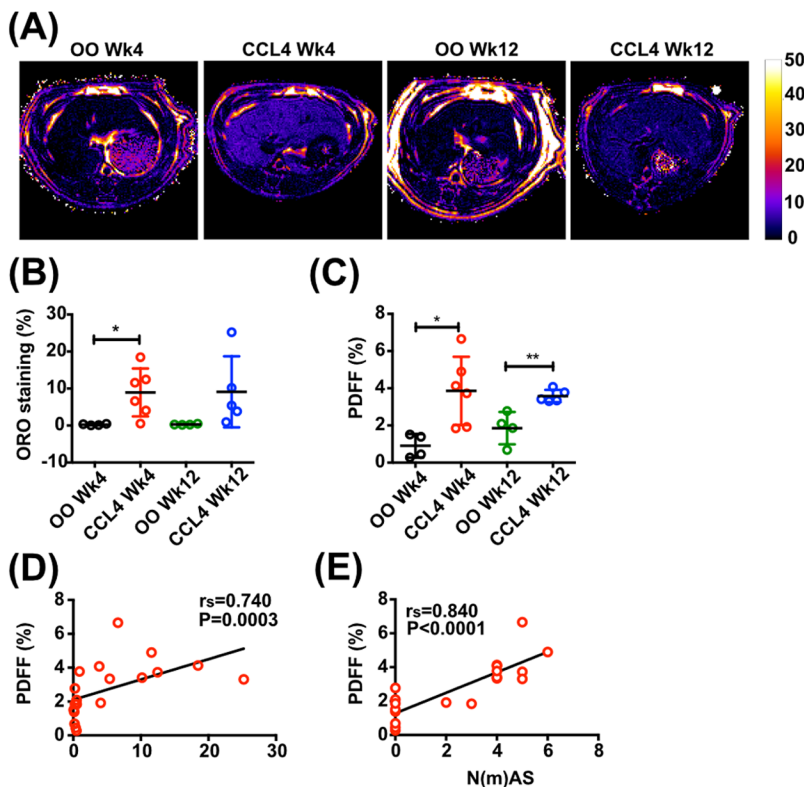 (A)
OO Wk4 CCL4 Wk4 OO Wk12 CCL4 Wk12
50
40
30
20
10
0
(B)
ORO staining (%)
30
20
10
0
-10
*
OO Wk4 CCL4 Wk4 OO Wk12 CCL4 Wk12
(C)
PDFF (%)
8
6
4
2
0
* **
OO Wk4 CCL4 Wk4 OO Wk12 CCL4 Wk12
(D)
PDFF (%)
8
6
4
2
0
rs=0.740
P=0.0003
0 10 20 30
(E)
PDFF (%)
8
6
4
2
0
rs=0.840
P<0.0001
0 2 4 6 8
N(m)AS